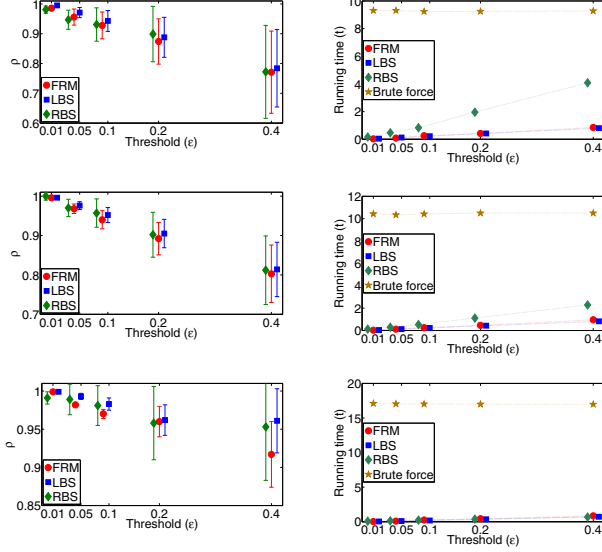 1
0.9
0.8
0.7
0.6
ρ
FRM
LBS
RBS
0.01 0.05 0.1 0.2 0.4
Threshold (ε)
10
8
6
4
2
0
Running time (t)
FRM
LBS
RBS
Brute force
0.01 0.05 0.1 0.2 0.4
Threshold (ε)
1
0.9
0.8
0.7
ρ
FRM
LBS
RBS
0.01 0.05 0.1 0.2 0.4
Threshold (ε)
12
10
8
6
4
2
0
Running time (t)
FRM
LBS
RBS
Brute force
0.01 0.05 0.1 0.2 0.4
Threshold (ε)
1
0.95
0.9
0.85
ρ
FRM
LBS
RBS
0.01 0.05 0.1 0.2 0.4
Threshold (ε)
20
15
10
5
0
Running time (t)
FRM
LBS
RBS
Brute force
0.01 0.05 0.1 0.2 0.4
Threshold (ε)